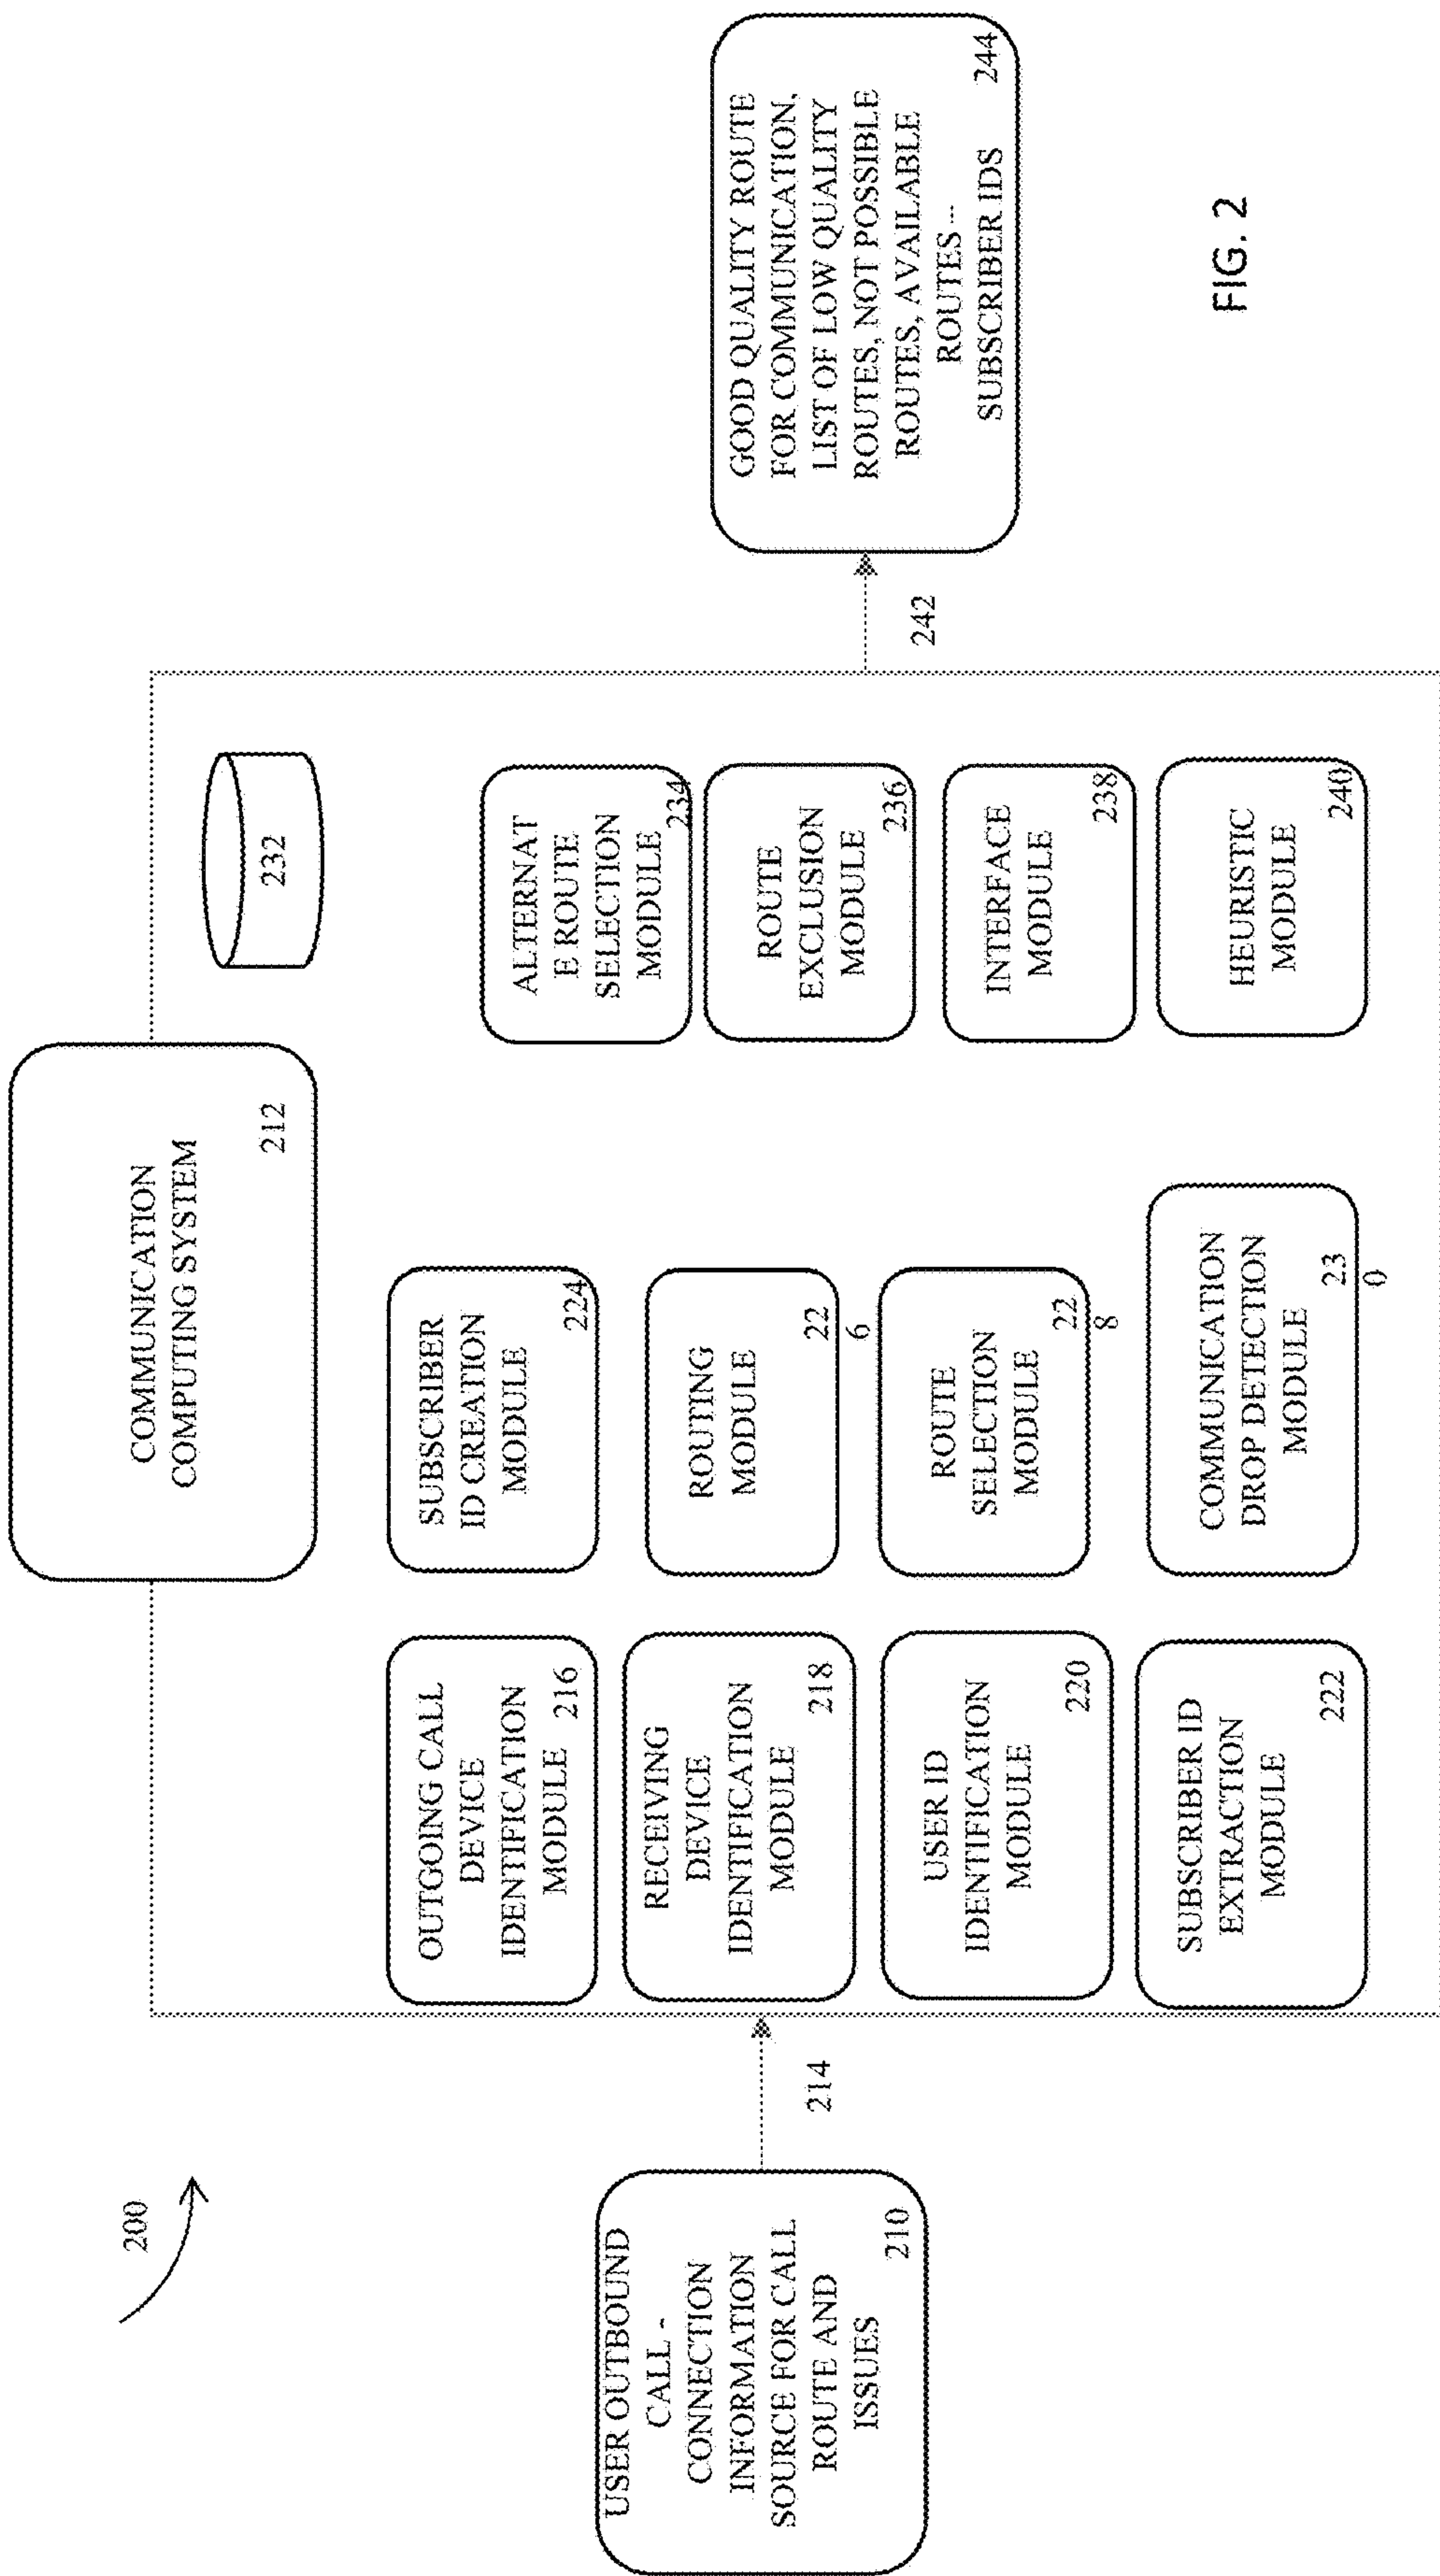 200
COMMUNICATION
COMPUTING SYSTEM
212
232
USER OUTBOUND
CALL -
CONNECTION
INFORMATION
SOURCE FOR CALL
ROUTE AND
ISSUES
210
214
OUTGOING CALL
DEVICE
IDENTIFICATION
MODULE 216
RECEIVING
DEVICE
IDENTIFICATION
MODULE
218
USER ID
IDENTIFICATION
MODULE
220
SUBSCRIBER ID
EXTRACTION
MODULE
222
SUBSCRIBER
ID CREATION
MODULE
224
ROUTING
MODULE
22
6
ROUTE
SELECTION
MODULE
22
8
COMMUNICATION
DROP DETECTION
MODULE
23
0
ALTERNAT
E ROUTE
SELECTION
MODULE
234
ROUTE
EXCLUSION
MODULE
236
INTERFACE
MODULE
238
HEURISTIC
MODULE
240
242
GOOD QUALITY ROUTE
FOR COMMUNICATION,
LIST OF LOW QUALITY
ROUTES, NOT POSSIBLE
ROUTES, AVAILABLE
ROUTES --
SUBSCRIBER IDS
244
FIG. 2